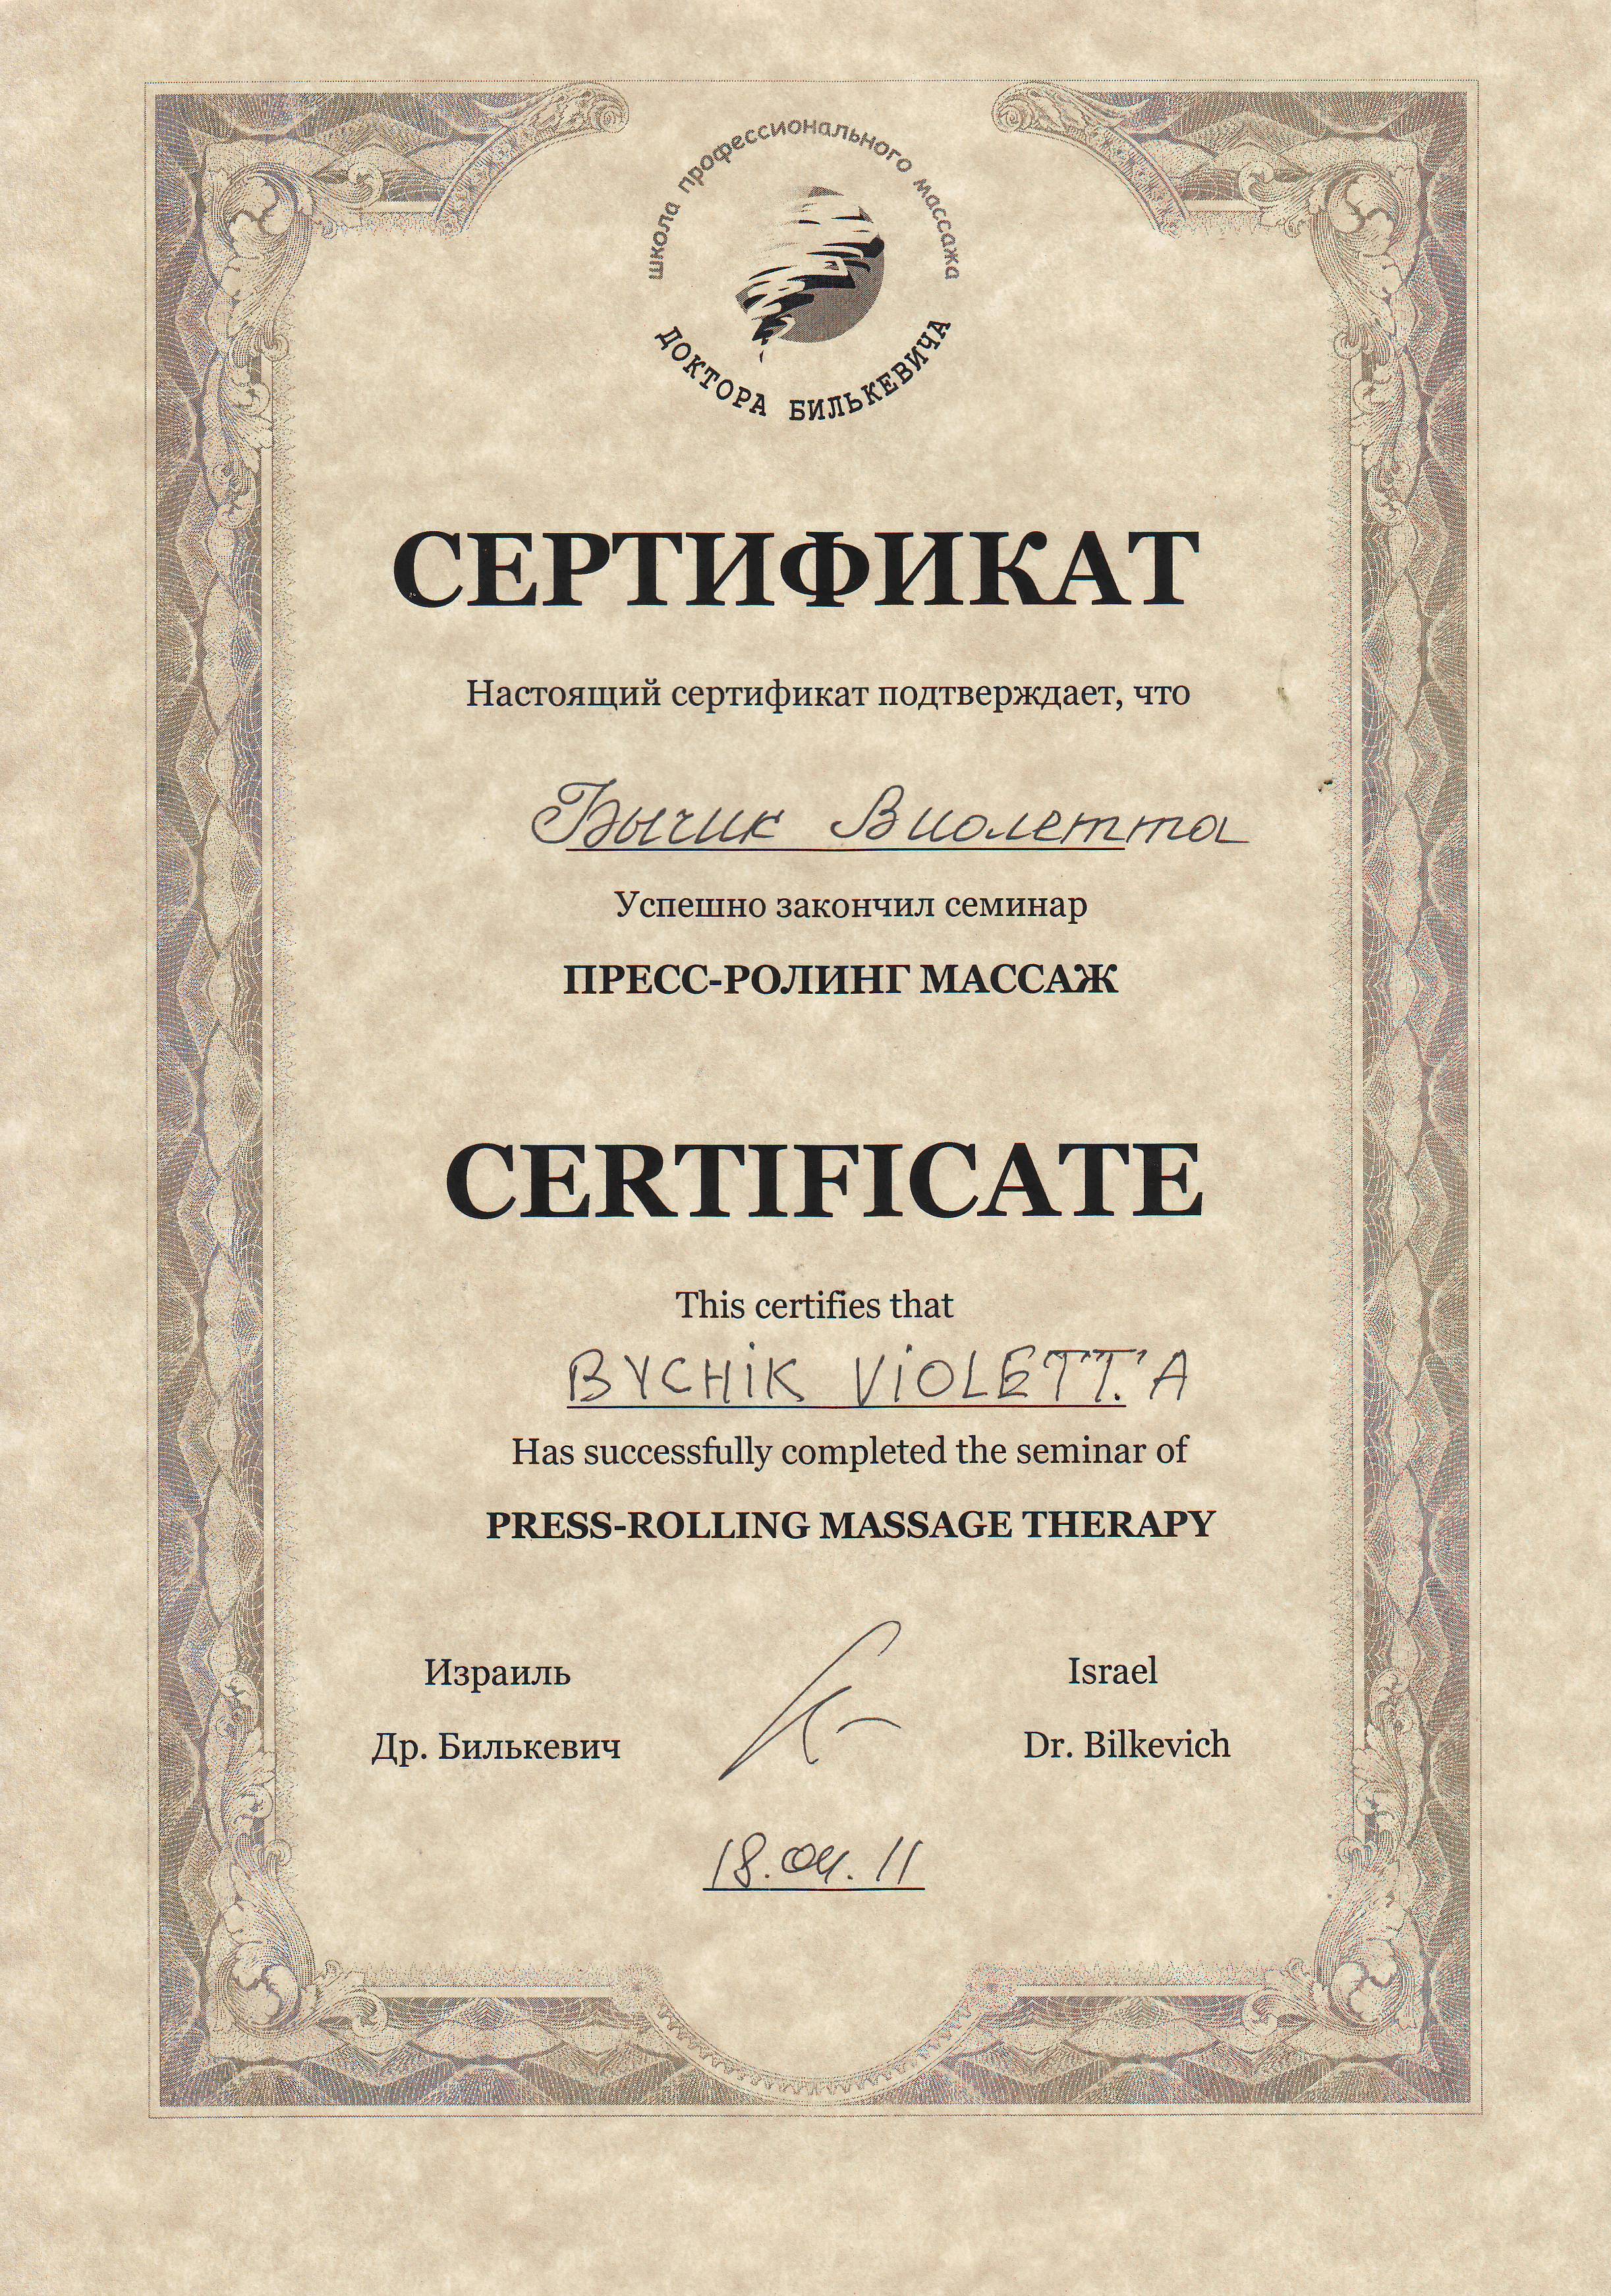 школа профессионального массажа
ДОКТОРА БИЛЬКЕВИЧА
СЕРТИФИКАТ
Настоящий сертификат подтверждает, что
Бычик Виолетта
Успешно закончил семинар
ПРЕСС-РОЛИНГ МАССАЖ
CERTIFICATE
This certifies that
BYCHiK ViOLETTA
Has successfully completed the seminar of
PRESS-ROLLING MASSAGE THERAPY
Израиль
Israel
Др. Билькевич
Dr. Bilkevich
18.04.11